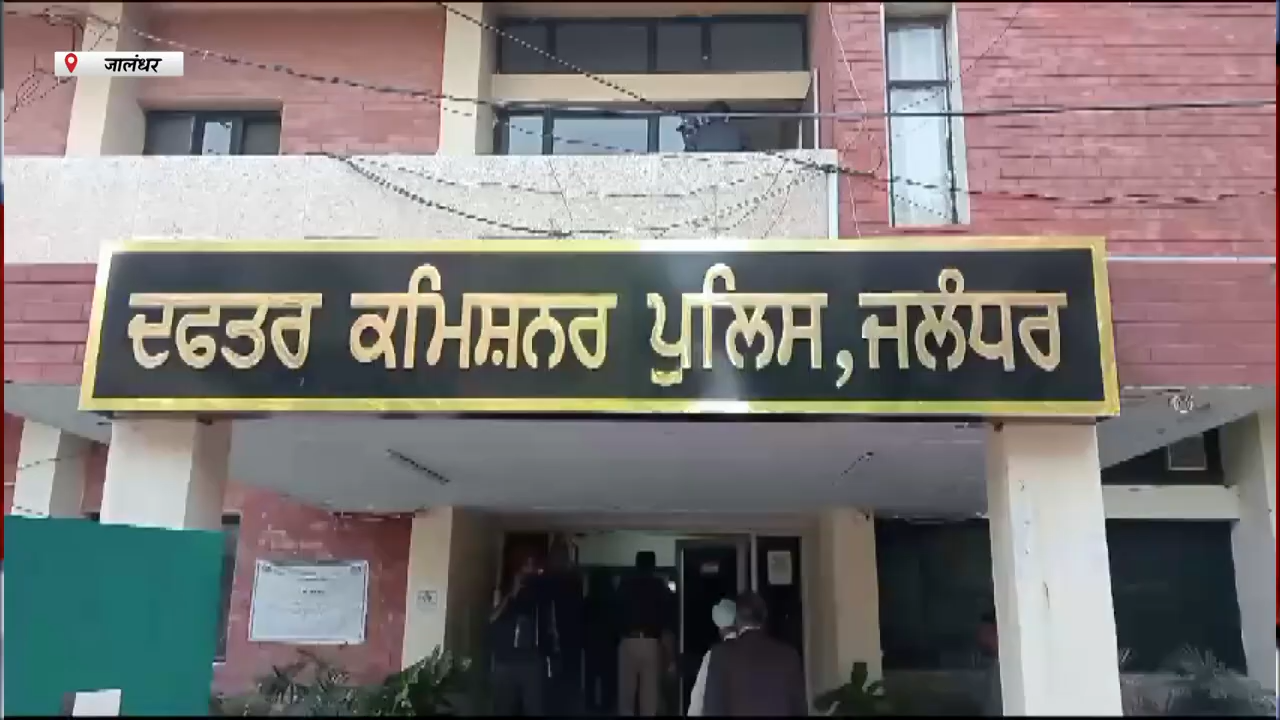 जालंधर
ਦਫਤਰ ਕਮਿਸ਼ਨਰ ਪੁਲਿਸ,ਜਲੰਧਰ